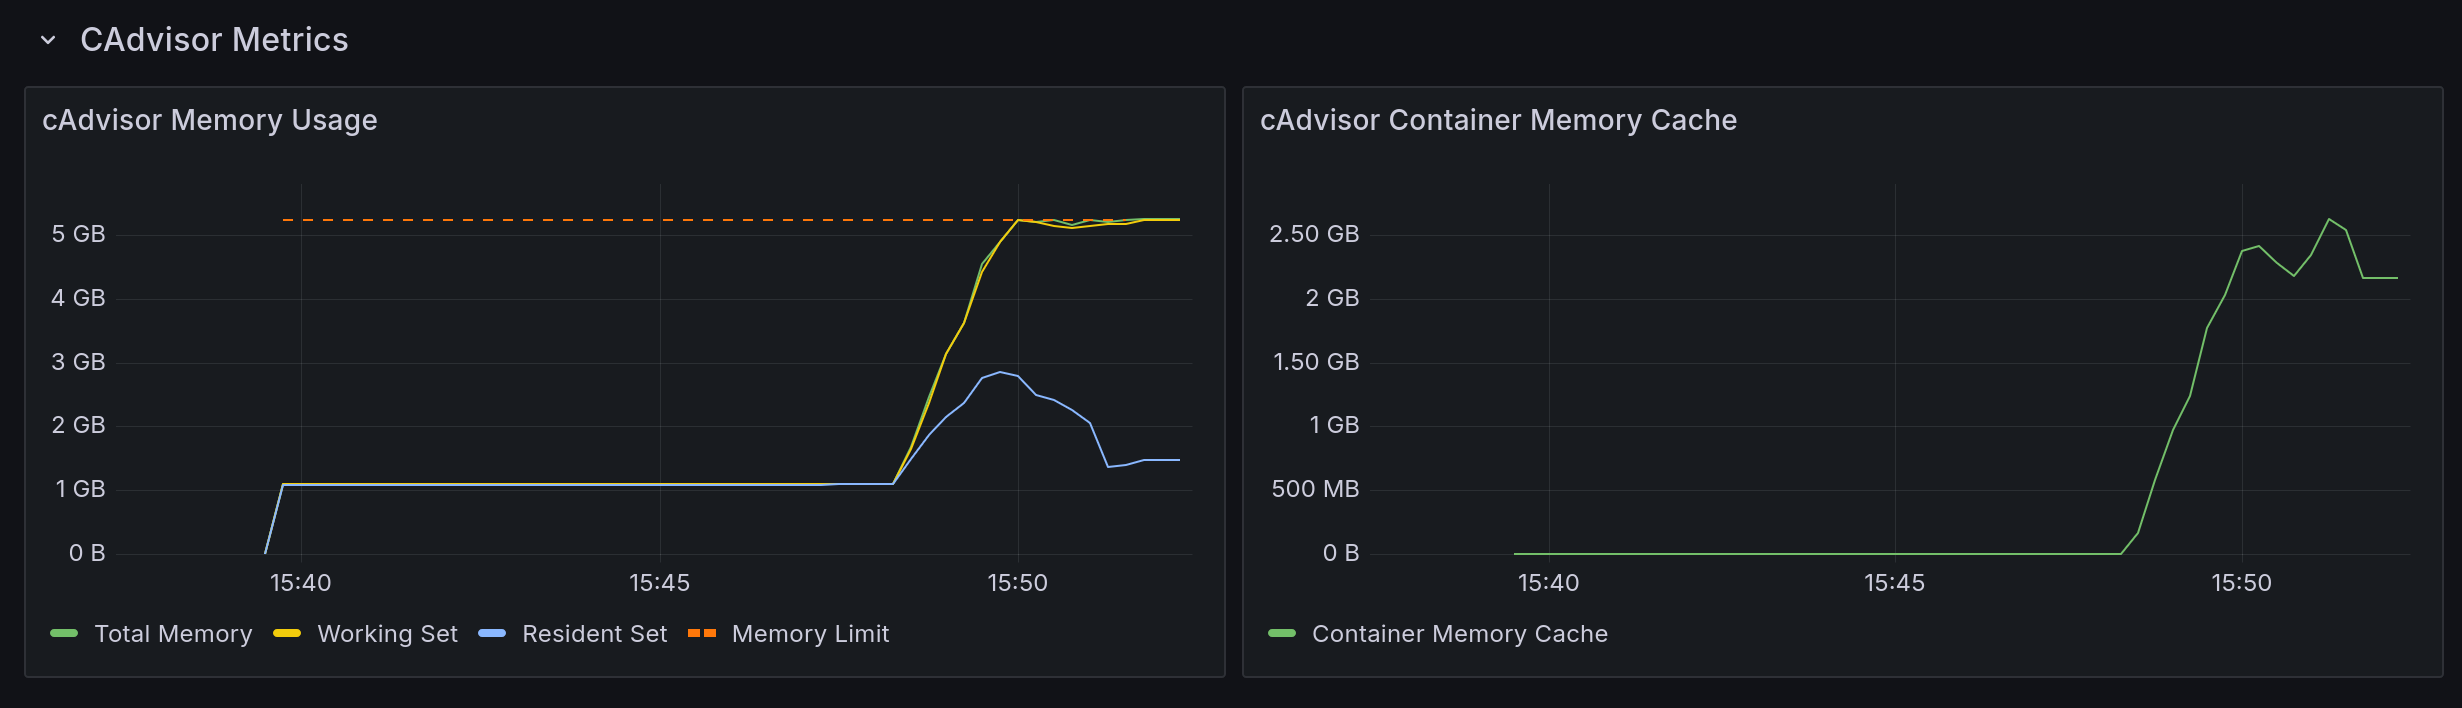 CAdvisor Metrics
cAdvisor Memory Usage
5 GB
4 GB
3 GB
2 GB
1 GB
0 B
15:40 15:45 15:50
Total Memory Working Set Resident Set Memory Limit
cAdvisor Container Memory Cache
2.50 GB
2 GB
1.50 GB
1 GB
500 MB
0 B
15:40 15:45 15:50
Container Memory Cache